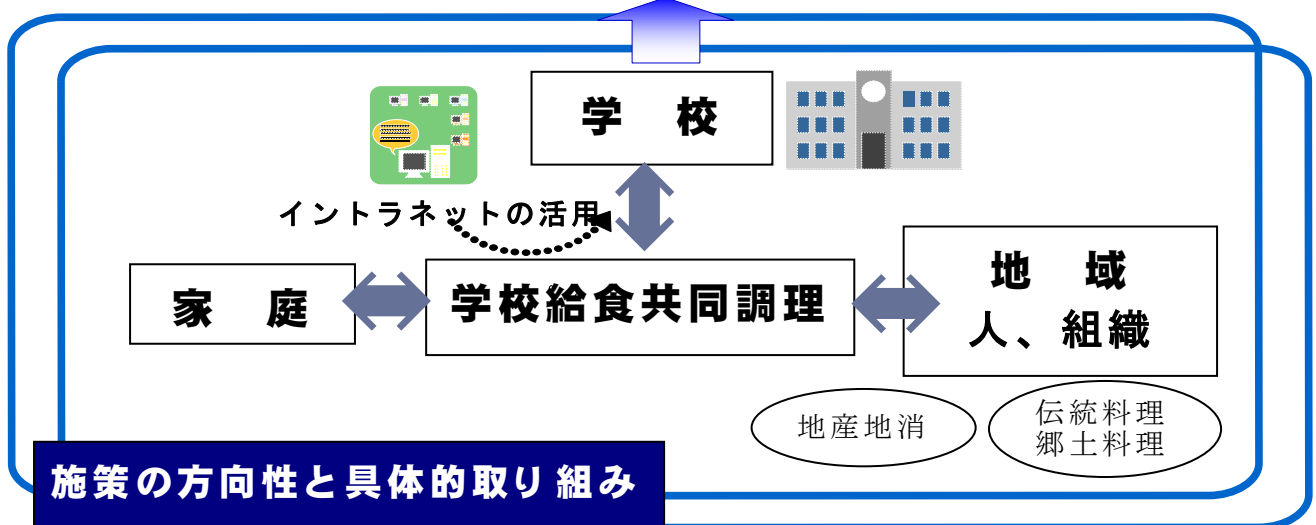 学　校
イントラネットの活用
家　庭
学校給食共同調理
地　域
人、組織
地産地消
伝統料理
郷土料理
施策の方向性と具体的取り組み